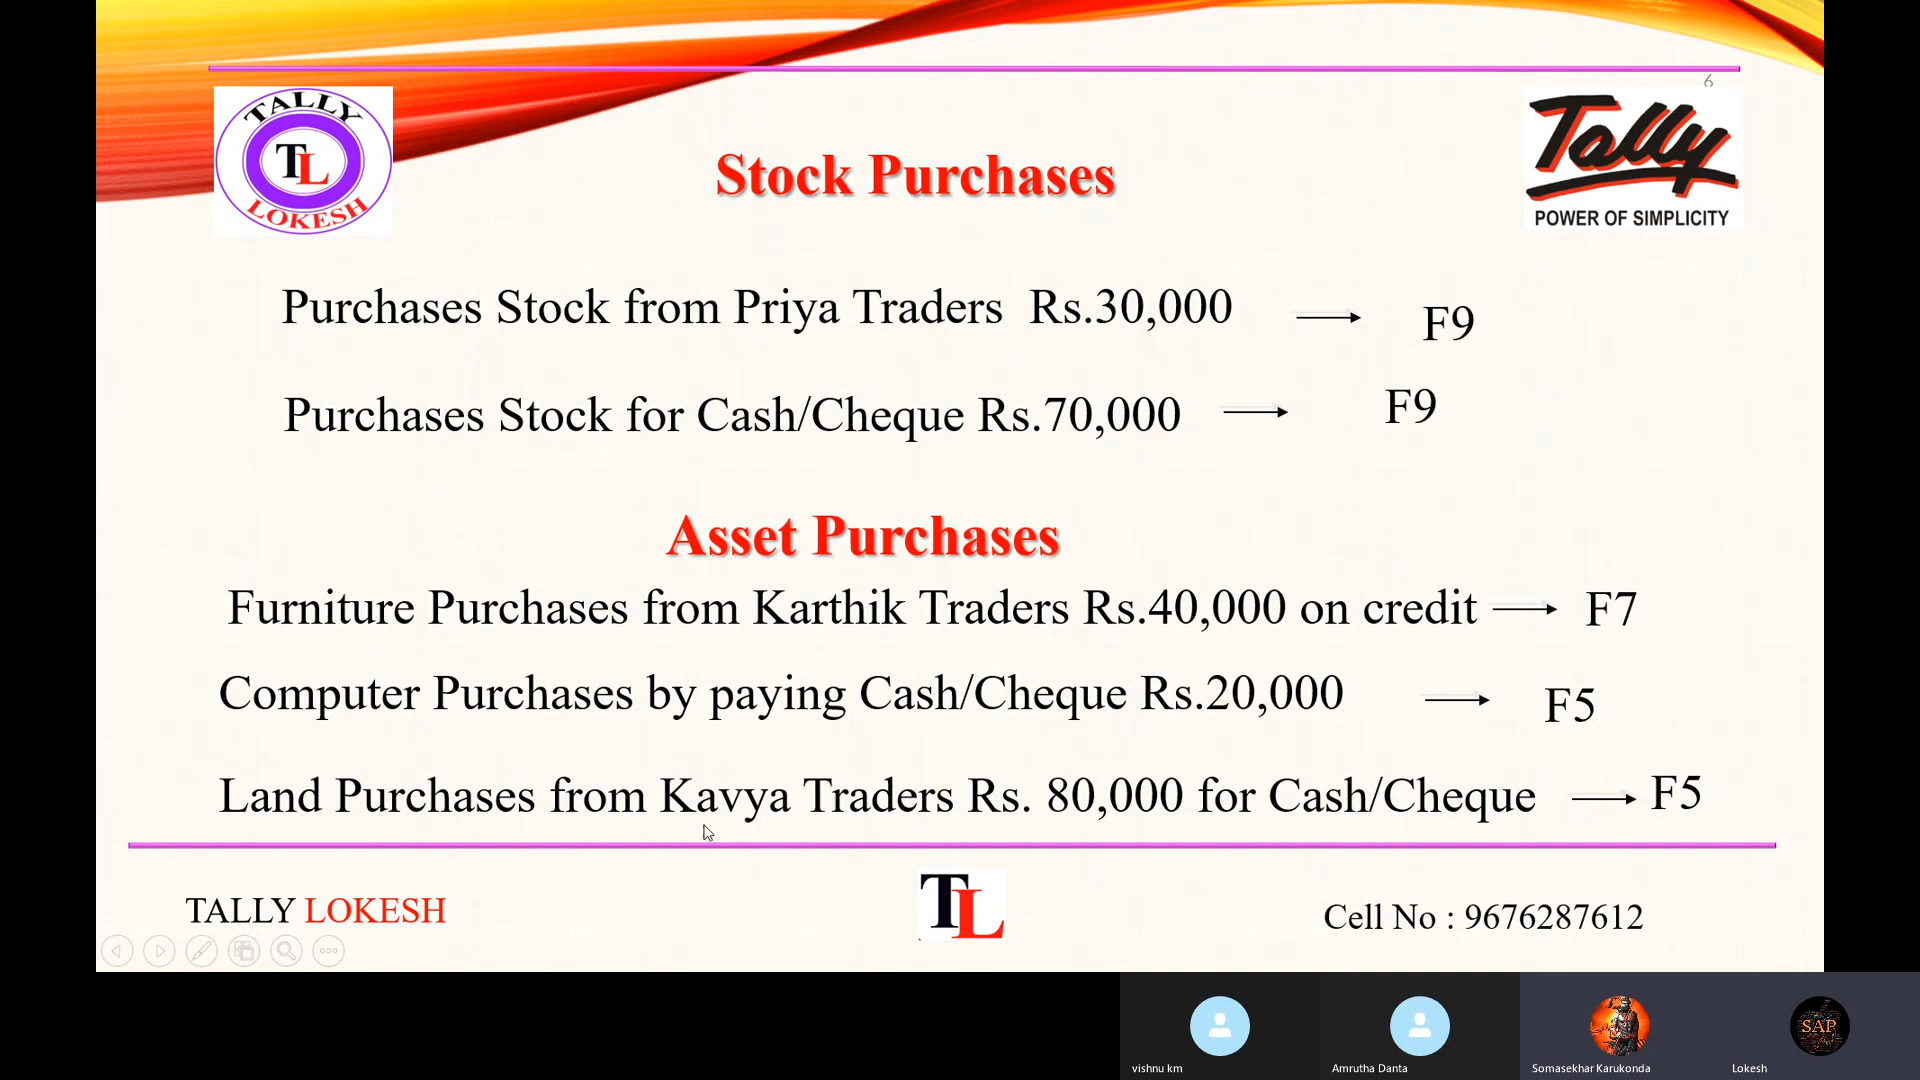 6
TALLY
TL
LOKESH
Tally
POWER OF SIMPLICITY
Stock Purchases
Purchases Stock from Priya Traders Rs.30,000 F9
Purchases Stock for Cash/Cheque Rs.70,000 F9
Asset Purchases
Furniture Purchases from Karthik Traders Rs.40,000 on credit F7
Computer Purchases by paying Cash/Cheque Rs.20,000 F5
Land Purchases from Kavya Traders Rs. 80,000 for Cash/Cheque F5
TALLY LOKESH
TL
Cell No : 9676287612
SAP
vishnu km
Amrutha Danta
Somasekhar Karukonda
Lokesh